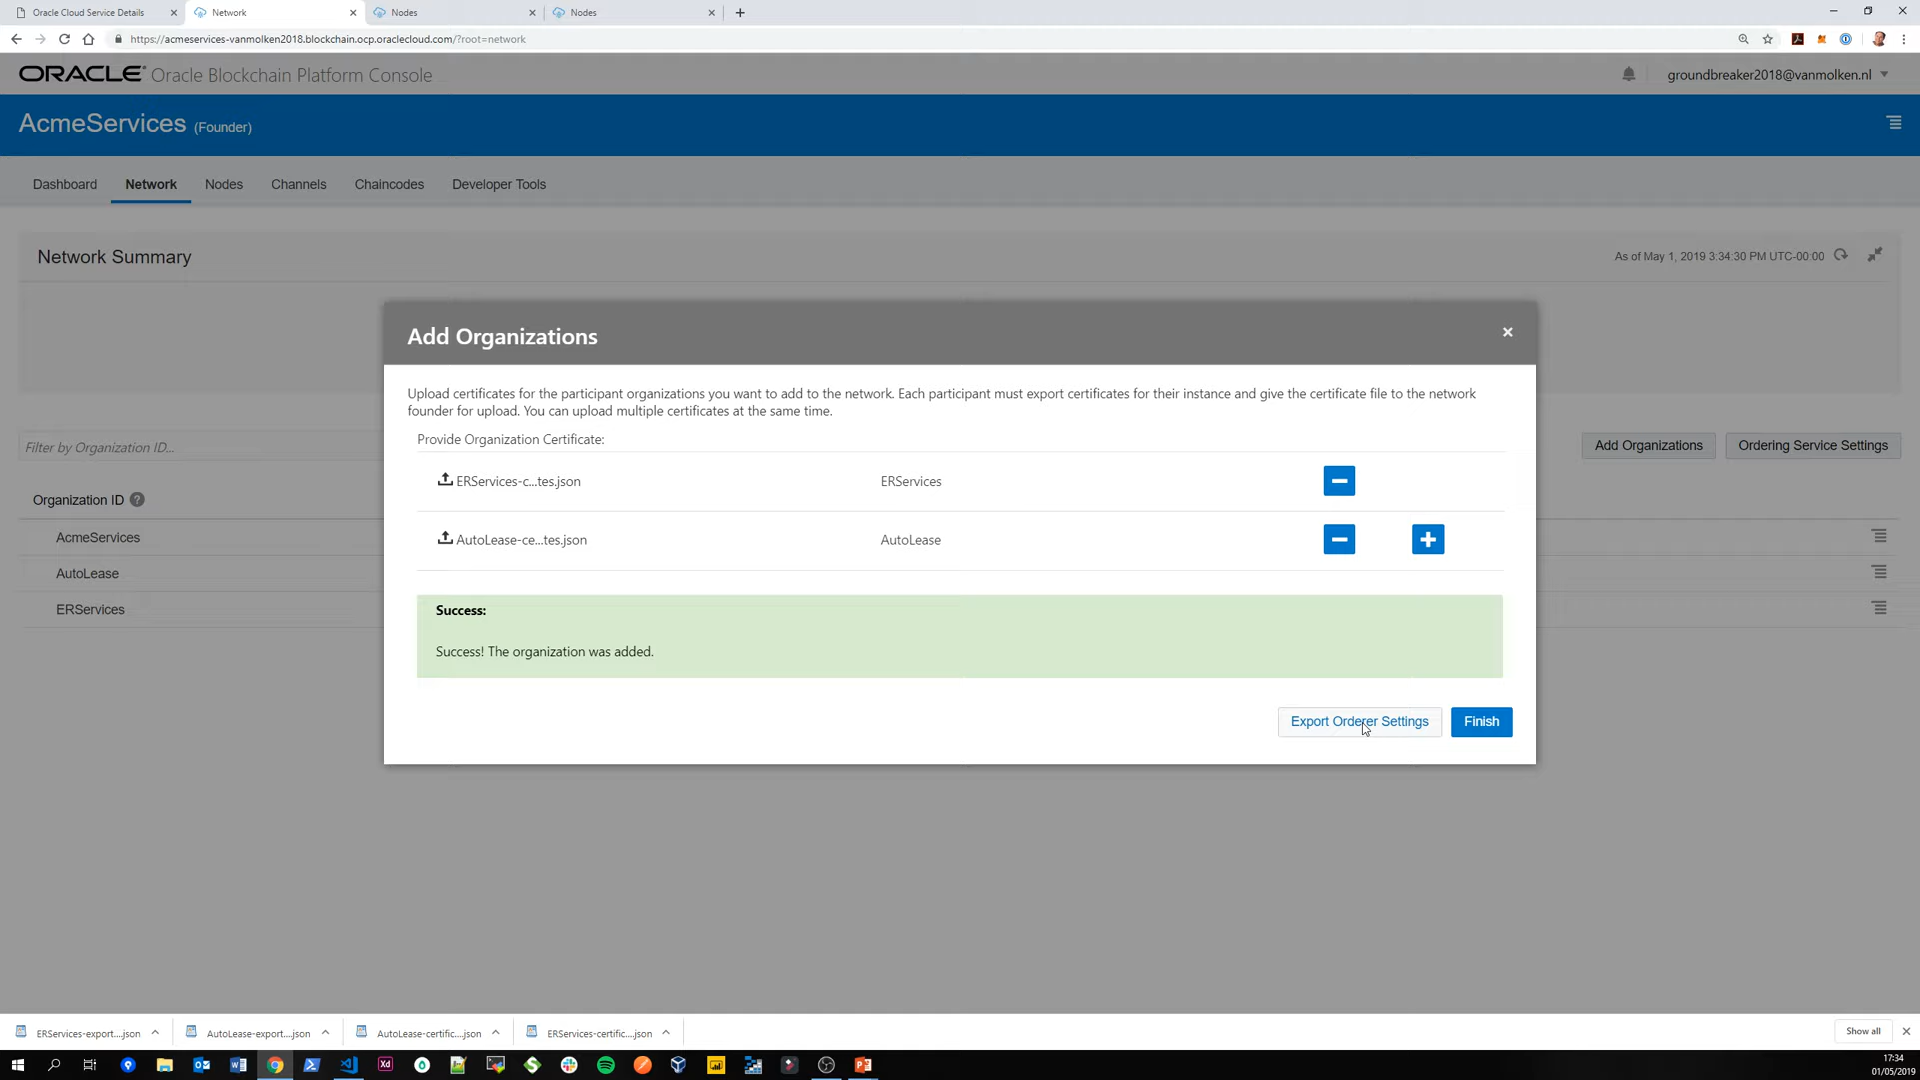 Oracle Cloud Service Details
Network
Nodes
Nodes
https://acmeservices-vanmolken2018.blockchain.ocp.oraclecloud.com/?root=network
ORACLE® Oracle Blockchain Platform Console
groundbreaker2018@vanmolken.nl
AcmeServices (Founder)
Dashboard
Network
Nodes
Channels
Chaincodes
Developer Tools
Network Summary
As of May 1, 2019 3:34:30 PM UTC-00:00
Add Organizations
Upload certificates for the participant organizations you want to add to the network. Each participant must export certificates for their instance and give the certificate file to the network
founder for upload. You can upload multiple certificates at the same time.
Provide Organization Certificate:
ERServices-c...tes.json
ERServices
AutoLease-ce...tes.json
AutoLease
Success:
Success! The organization was added.
Export Orderer Settings
Finish
Filter by Organization ID...
Add Organizations
Ordering Service Settings
Organization ID
AcmeServices
AutoLease
ERServices
ERServices-export....json
AutoLease-export....json
AutoLease-certific....json
ERServices-certific....json
Show all
17:34
01/05/2019